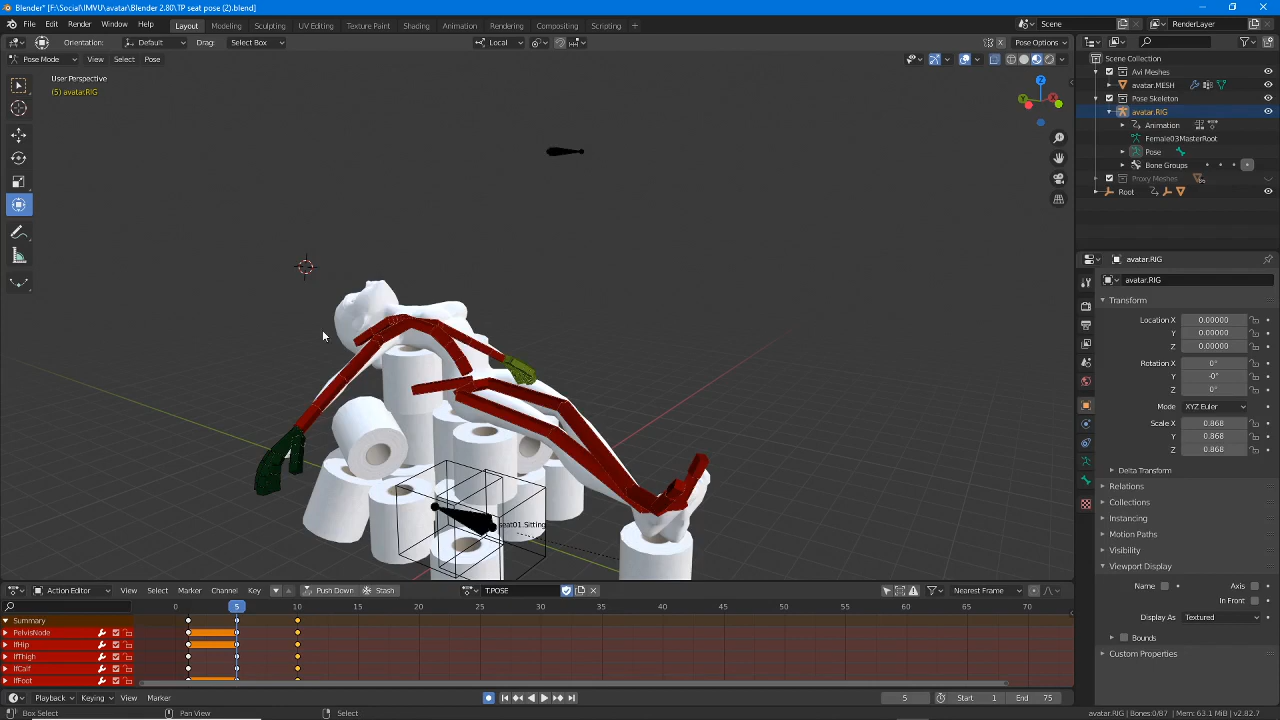 Blender* [F:\Social\IMVU\avatar\Blender 2.80\TP seat pose (2).blend]
File Edit Render Window Help Layout Modeling Sculpting UV Editing Texture Paint Shading Animation Rendering Compositing Scripting + Scene RenderLayer
Orientation: Default Drag: Select Box Local Pose Options
Pose Mode View Select Pose
User Perspective
(5) avatar.RIG
Z
Y
X
seat01.Sitting
Scene Collection
Avi Meshes
avatar.MESH
Pose Skeleton
avatar.RIG
Animation
Female03MasterRoot
Pose
Bone Groups
Proxy Meshes
Root
avatar.RIG
avatar.RIG
Transform
Location X 0.00000
Y 0.00000
Z 0.00000
Rotation X 0°
Y -0°
Z 0°
Mode XYZ Euler
Scale X 0.868
Y 0.868
Z 0.868
Delta Transform
Relations
Collections
Instancing
Motion Paths
Visibility
Viewport Display
Name Axis
In Front
Display As Textured
Bounds
Custom Properties
Action Editor View Select Marker Channel Key Push Down Stash T.POSE Nearest Frame
0 5 10 15 20 25 30 35 40 45 50 55 60 65 70
Summary
PelvisNode
lfHip
lfThigh
lfCalf
lfFoot
Playback Keying View Marker 5 Start 1 End 75
Box Select Pan View Select avatar.RIG | Bones:0/87 | Mem: 63.1 MiB | v2.82.7